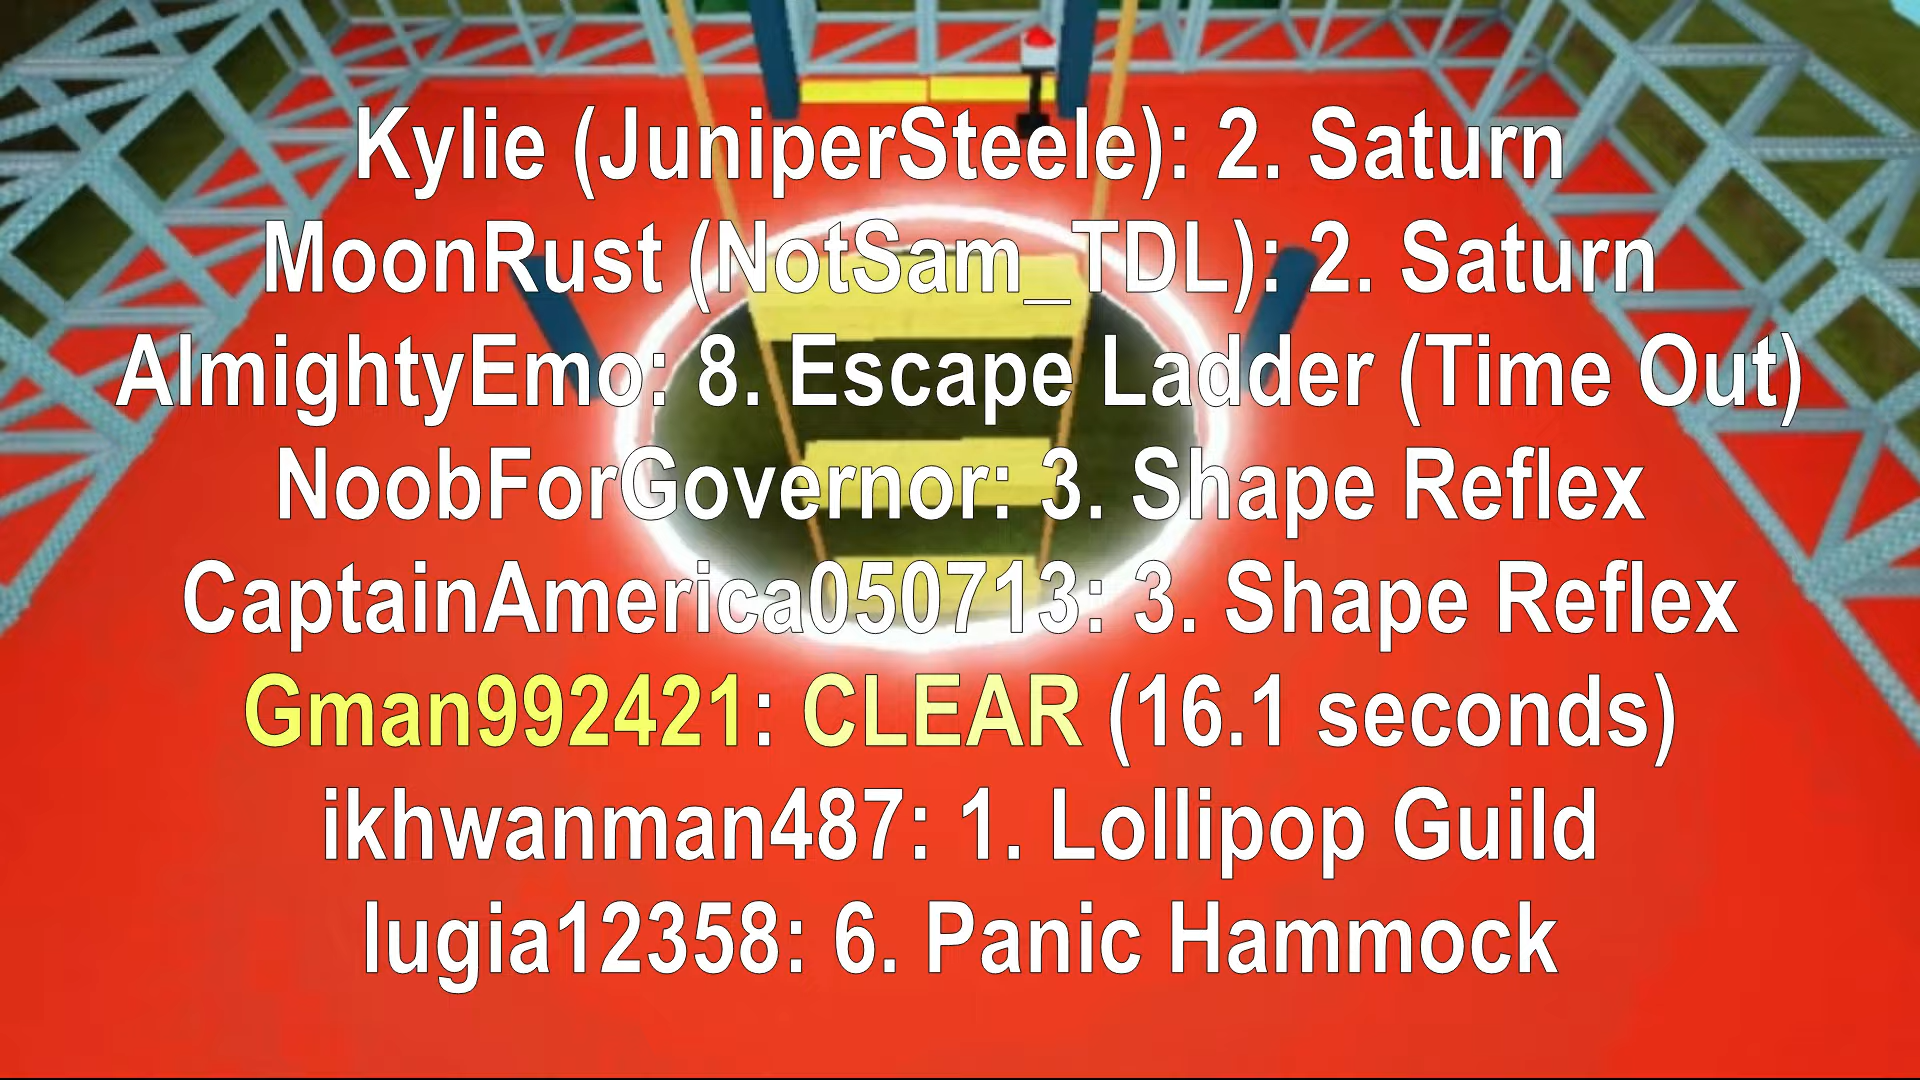 Kylie (JuniperSteele): 2. Saturn
MoonRust (NotSam_TDL): 2. Saturn
AlmightyEmo: 8. Escape Ladder (Time Out)
NoobForGovernor: 3. Shape Reflex
CaptainAmerica050713: 3. Shape Reflex
Gman992421: CLEAR (16.1 seconds)
ikhwanman487: 1. Lollipop Guild
lugia12358: 6. Panic Hammock